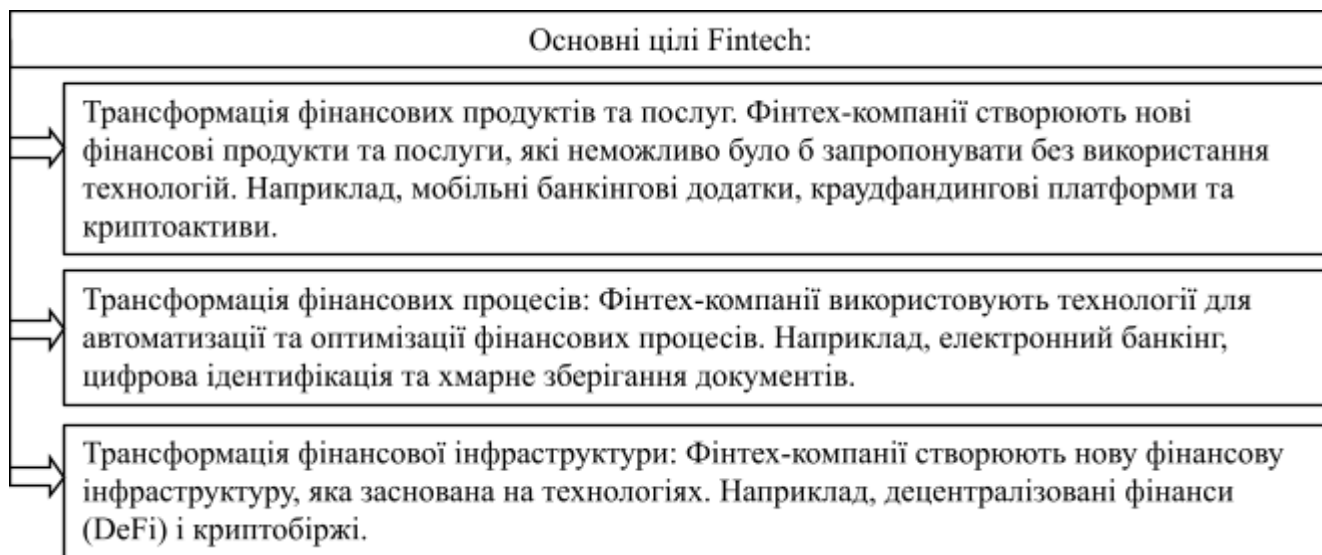 Основні цілі Fintech:
Трансформація фінансових продуктів та послуг. Фінтех-компанії створюють нові
фінансові продукти та послуги, які неможливо було б запропонувати без використання
технологій. Наприклад, мобільні банкінгові додатки, краудфандингові платформи та
криптоактиви.
Трансформація фінансових процесів: Фінтех-компанії використовують технології для
автоматизації та оптимізації фінансових процесів. Наприклад, електронний банкінг,
цифрова ідентифікація та хмарне зберігання документів.
Трансформація фінансової інфраструктури: Фінтех-компанії створюють нову фінансову
інфраструктуру, яка заснована на технологіях. Наприклад, децентралізовані фінанси
(DeFi) і криптобіржі.